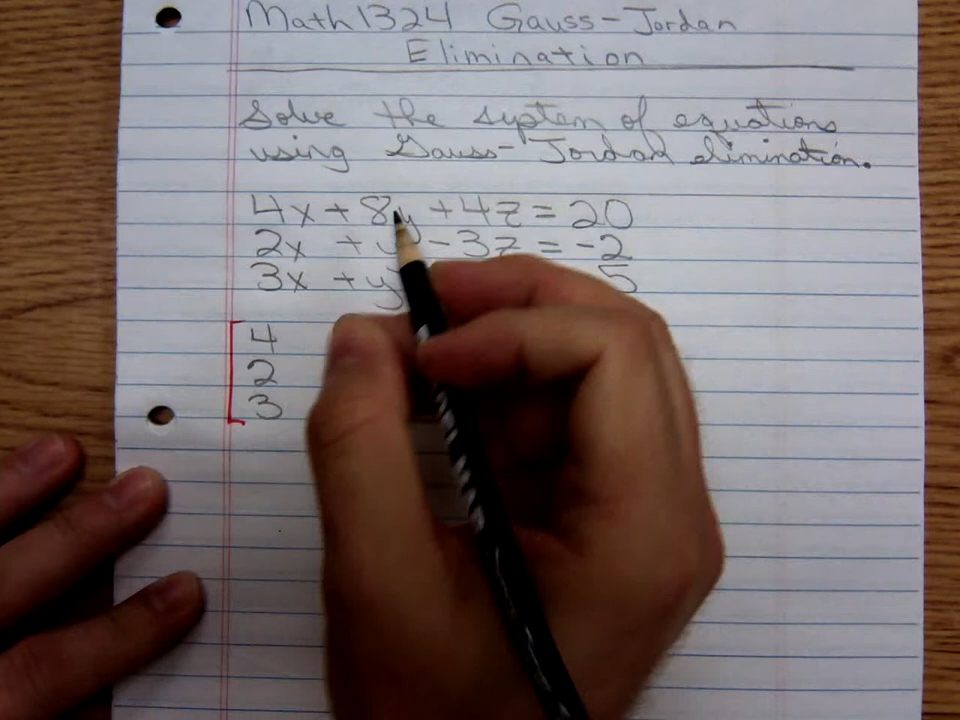 Math 1324 Gauss-Jordan
Elimination
Solve the system of equations
using Gauss-Jordan elimination.
4x + 8y + 4z = 20
2x + y - 3z = -2
3x + y 5
4
2
3